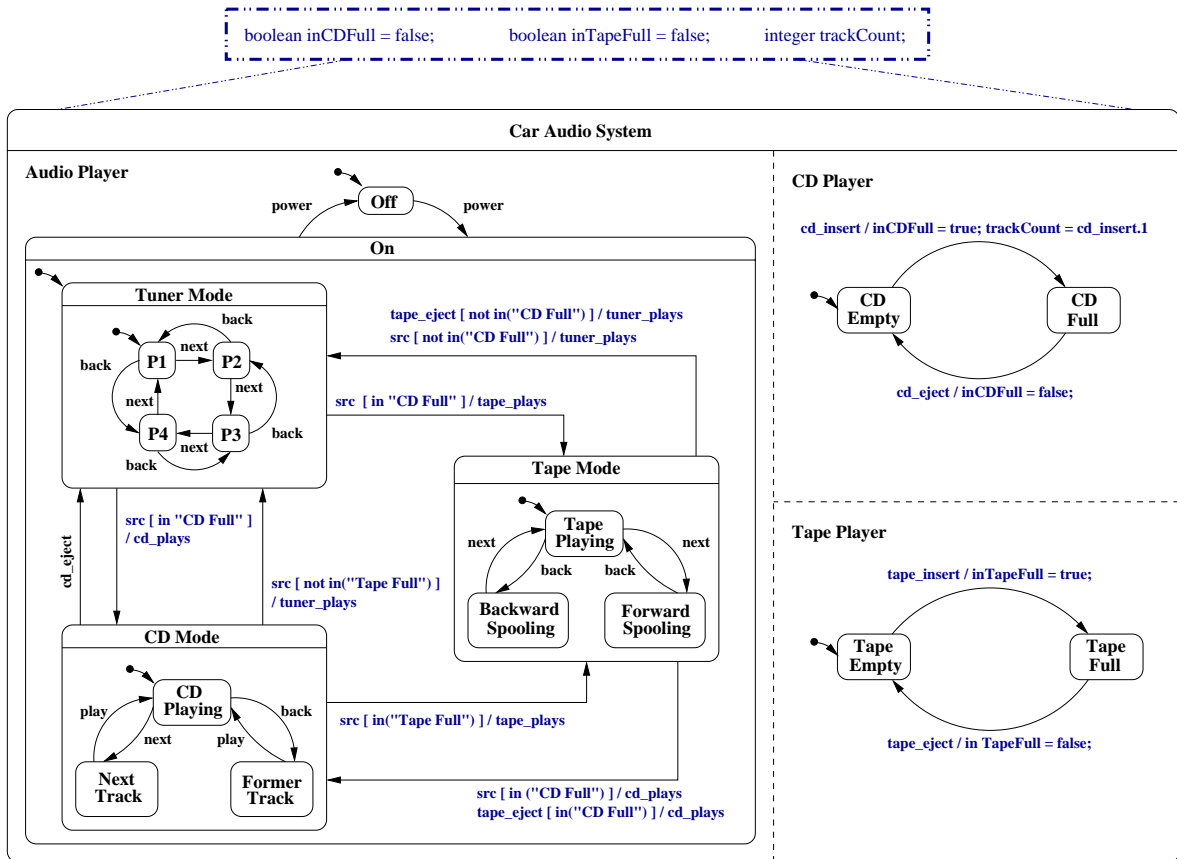 boolean inCDFull = false; boolean inTapeFull = false; integer trackCount;
Car Audio System
Audio Player
Off
power
power
On
Tuner Mode
back
P1
next
P2
back
next
next
P4
next
P3
back
back
tape_eject [ not in("CD Full") ] / tuner_plays
src [ not in("CD Full") ] / tuner_plays
src [ in "CD Full" ] / tape_plays
cd_eject
src [ in "CD Full" ]
/ cd_plays
src [ not in("Tape Full") ]
/ tuner_plays
Tape Mode
Tape
Playing
next
next
back
back
Backward
Spooling
Forward
Spooling
CD Mode
CD
Playing
play
back
next
play
Next
Track
Former
Track
src [ in("Tape Full") ] / tape_plays
src [ in ("CD Full") ] / cd_plays
tape_eject [ in("CD Full") ] / cd_plays
CD Player
cd_insert / inCDFull = true; trackCount = cd_insert.1
CD
Empty
CD
Full
cd_eject / inCDFull = false;
Tape Player
tape_insert / inTapeFull = true;
Tape
Empty
Tape
Full
tape_eject / in TapeFull = false;